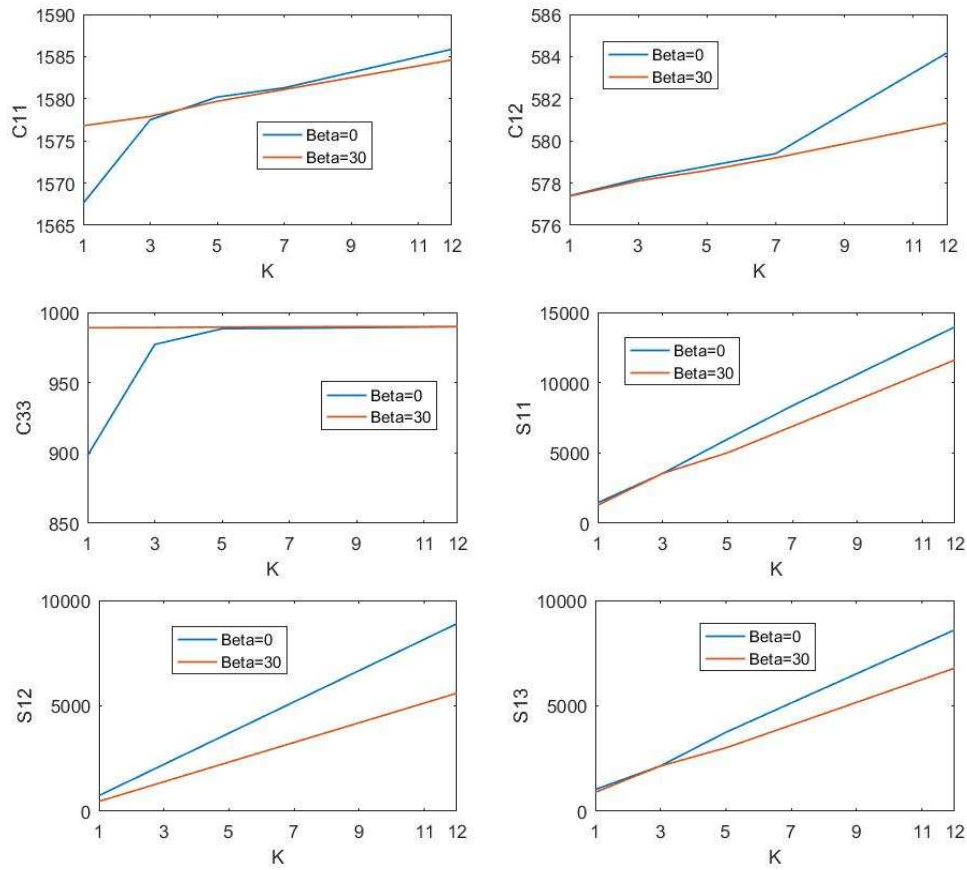 1590
1585
1580
1575
1570
1565
C11
Beta=0
Beta=30
1 3 5 7 9 11 12
K
586
584
582
580
578
576
C12
Beta=0
Beta=30
1 3 5 7 9 11 12
K
1000
950
900
850
C33
Beta=0
Beta=30
1 3 5 7 9 11 12
K
15000
10000
5000
0
S11
Beta=0
Beta=30
1 3 5 7 9 11 12
K
10000
5000
0
S12
Beta=0
Beta=30
1 3 5 7 9 11 12
K
10000
5000
0
S13
Beta=0
Beta=30
1 3 5 7 9 11 12
K